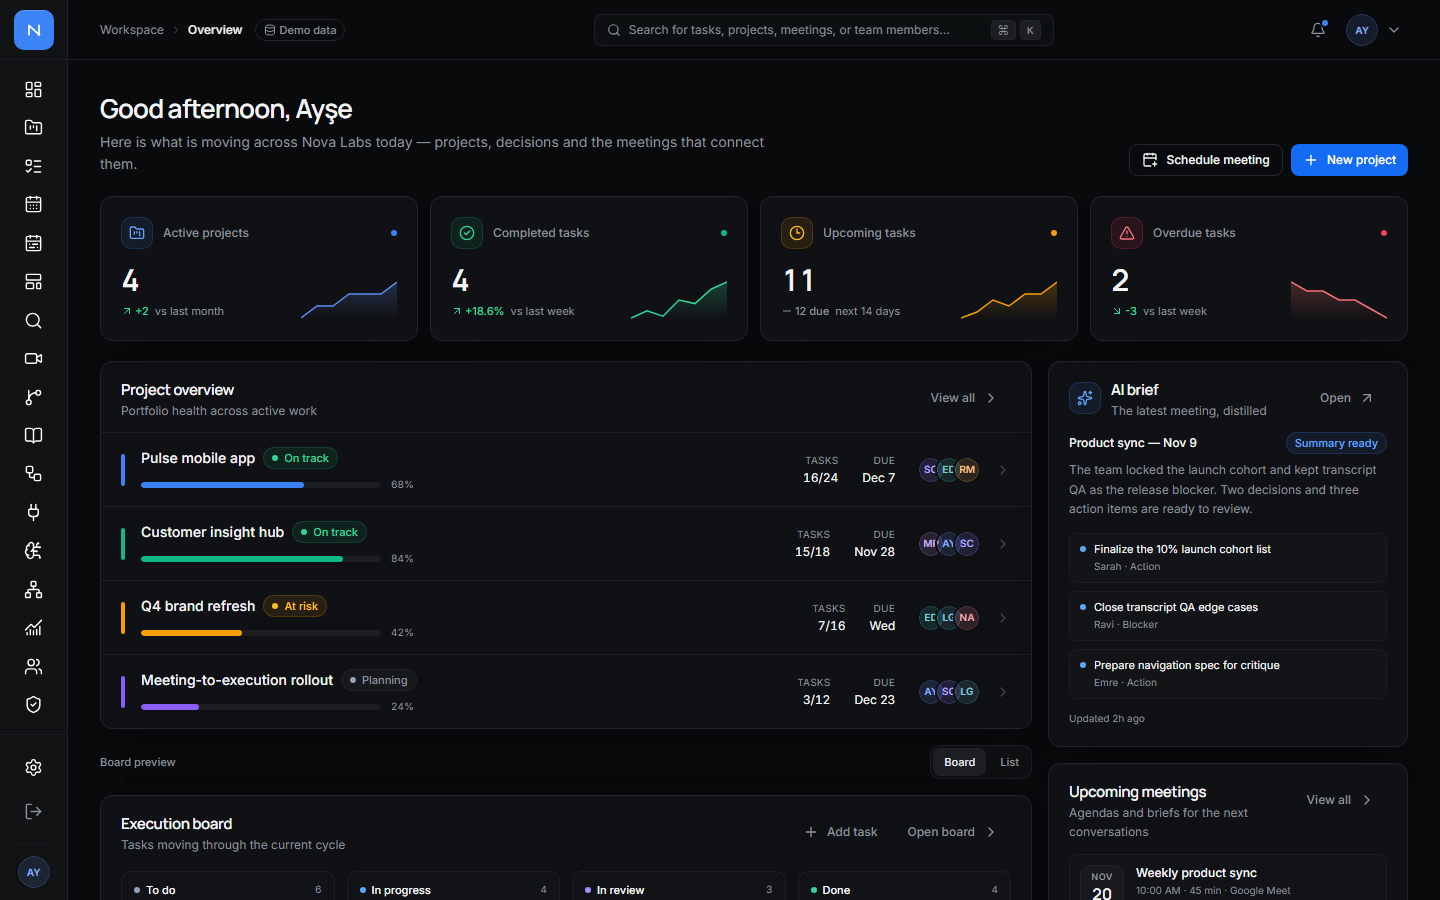 N
Workspace
Overview
Demo data
Search for tasks, projects, meetings, or team members...
⌘ K
AY
Good afternoon, Ayşe
Here is what is moving across Nova Labs today — projects, decisions and the meetings that connect
them.
Schedule meeting
New project
Active projects
4
+2 vs last month
Completed tasks
4
+18.6% vs last week
Upcoming tasks
11
12 due next 14 days
Overdue tasks
2
-3 vs last week
Project overview
Portfolio health across active work
View all
Pulse mobile app
On track
68%
TASKS
16/24
DUE
Dec 7
SC
RM
Customer insight hub
On track
84%
TASKS
15/18
DUE
Nov 28
AY
SC
Q4 brand refresh
At risk
42%
TASKS
7/16
DUE
Wed
LG
NA
Meeting-to-execution rollout
Planning
24%
TASKS
3/12
DUE
Dec 23
AY
SC
LG
Board preview
Board
List
Execution board
Tasks moving through the current cycle
Add task
Open board
To do 6
In progress 4
In review 3
Done 4
AI brief
The latest meeting, distilled
Open
Product sync — Nov 9
Summary ready
The team locked the launch cohort and kept transcript
QA as the release blocker. Two decisions and three
action items are ready to review.
Finalize the 10% launch cohort list
Sarah · Action
Close transcript QA edge cases
Ravi · Blocker
Prepare navigation spec for critique
Emre · Action
Updated 2h ago
Upcoming meetings
Agendas and briefs for the next
conversations
View all
NOV
20
Weekly product sync
10:00 AM · 45 min · Google Meet
AY